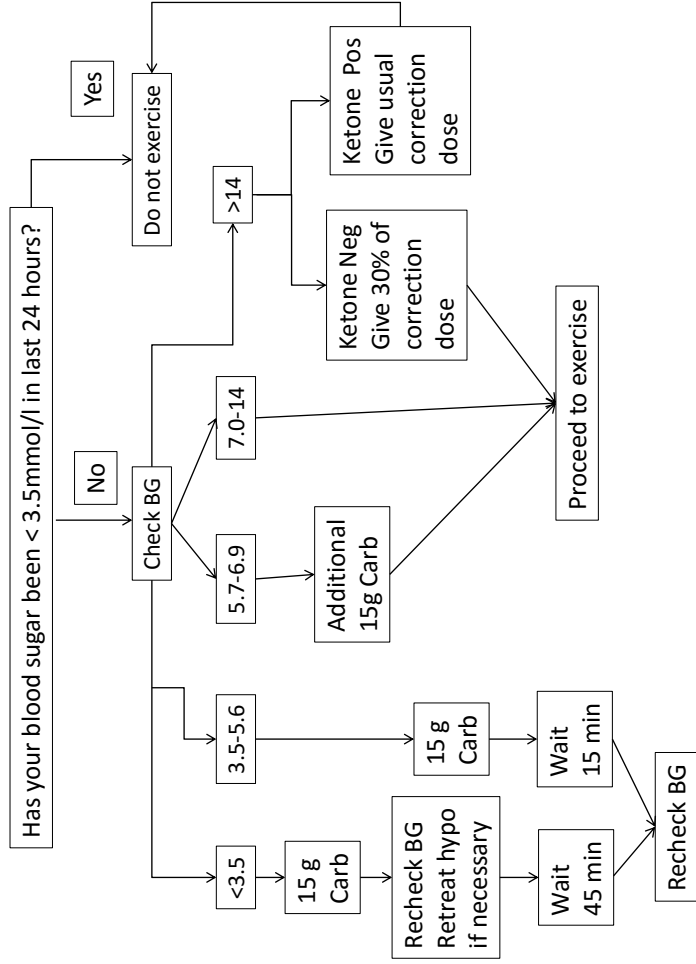 Has your blood sugar been < 3.5mmol/l in last 24 hours?
No
Yes
Check BG
Do not exercise
<3.5
3.5-5.6
5.7-6.9
7.0-14
>14
15 g
Carb
Recheck BG
Retreat hypo
if necessary
Wait
45 min
15 g
Carb
Wait
15 min
Recheck BG
Additional
15g Carb
Ketone Neg
Give 30% of
correction
dose
Ketone  Pos
Give usual
correction
dose
Proceed to exercise